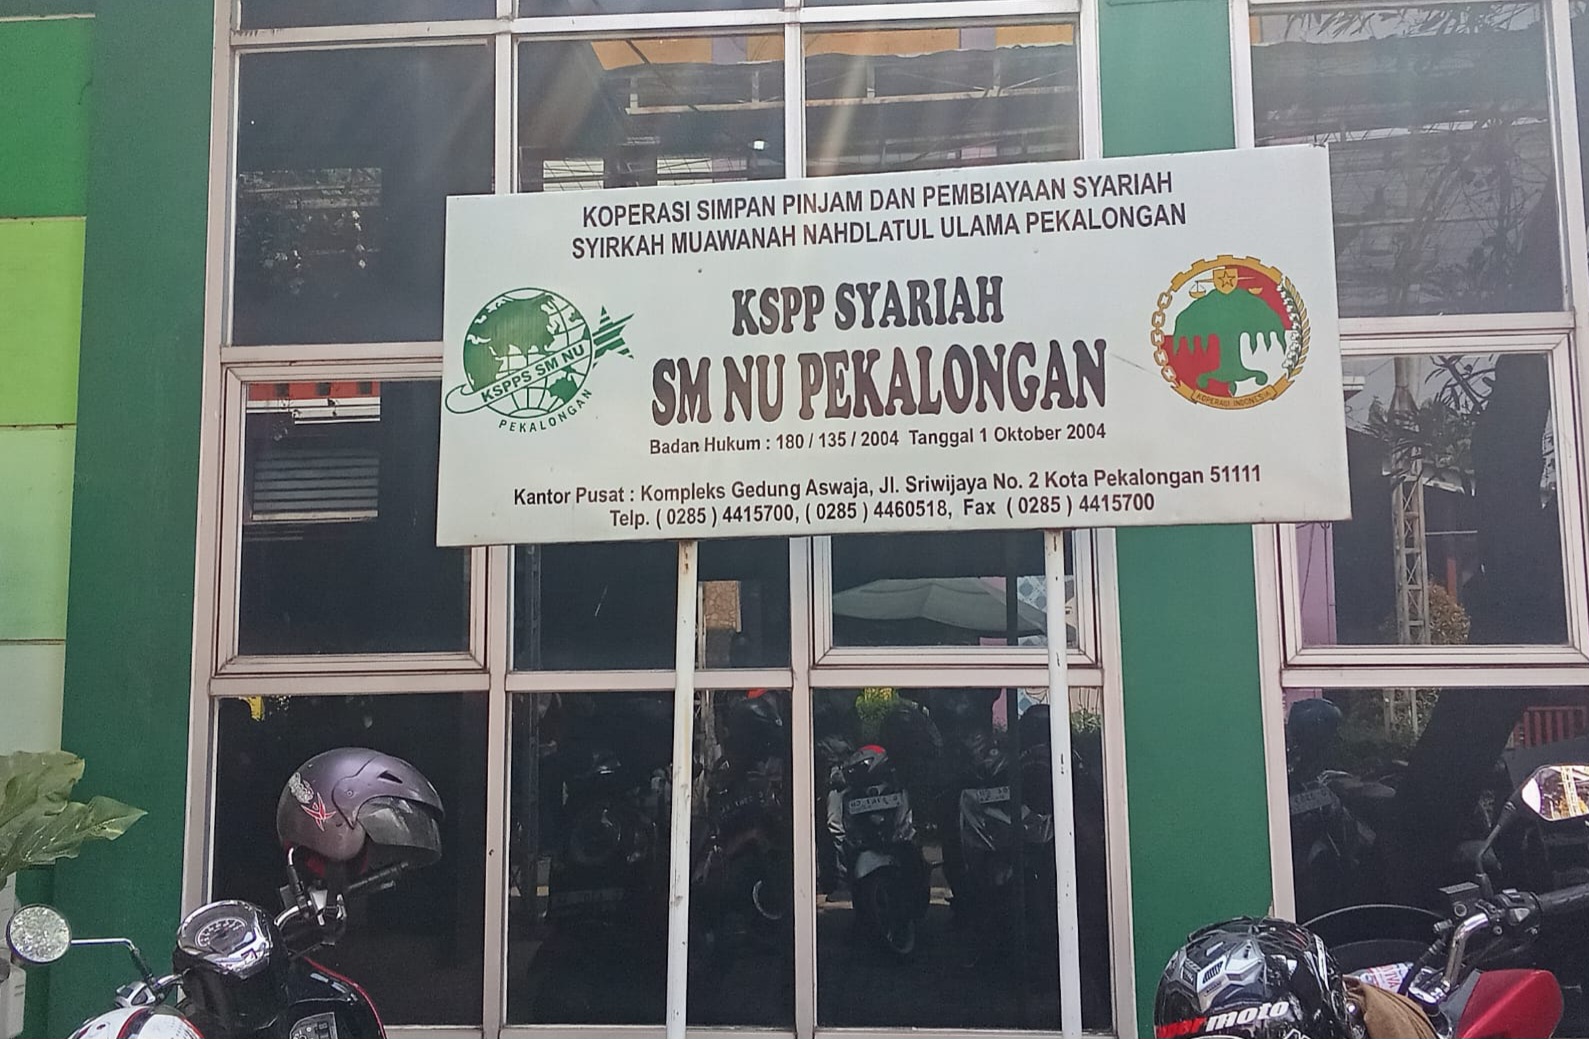 KOPERASI SIMPAN PINJAM DAN PEMBIAYAAN SYARIAH
SYIRKAH MUAWANAH NAHDLATUL ULAMA PEKALONGAN
KSPP SYARIAH
SM NU PEKALONGAN
KSPPS SM NU
PEKALONGAN
KOPERASI INDONESIA
Badan Hukum : 180 / 135 / 2004 Tanggal 1 Oktober 2004
Kantor Pusat : Kompleks Gedung Aswaja, Jl. Sriwijaya No. 2 Kota Pekalongan 51111
Telp. ( 0285 ) 4415700, ( 0285 ) 4460518, Fax ( 0285 ) 4415700
moto